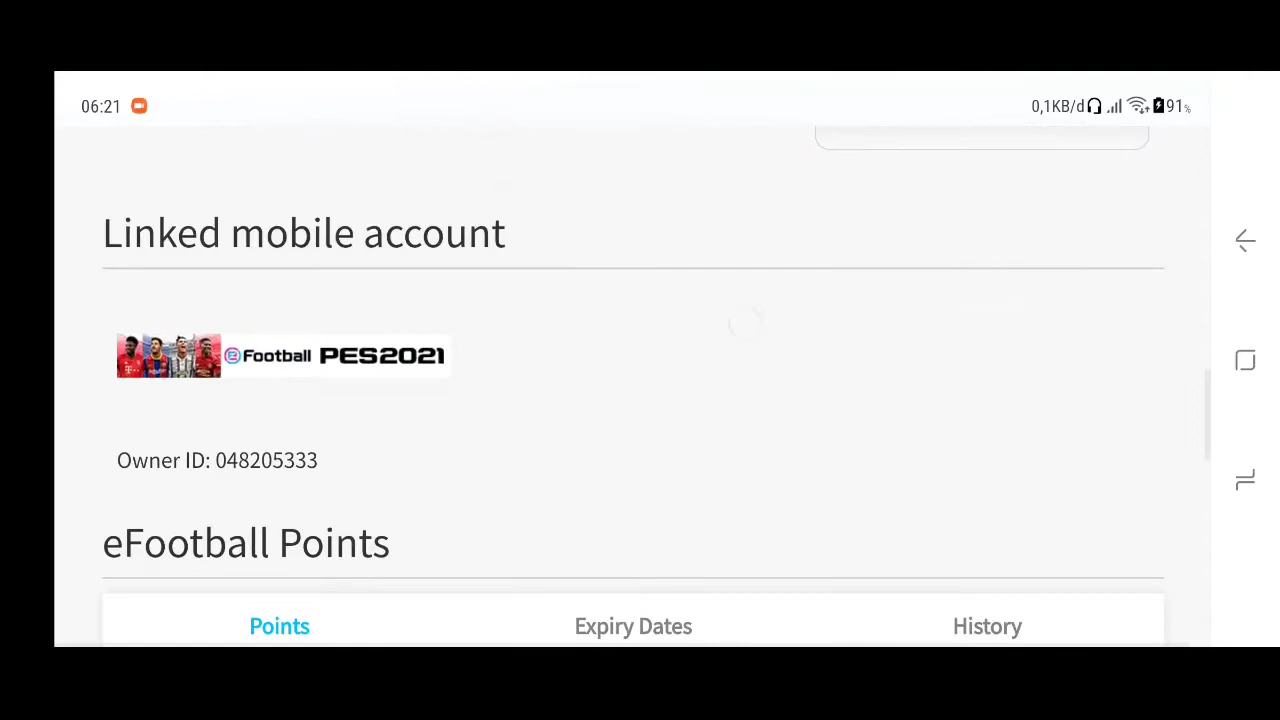 06:21
0,1KB/d 91%
Linked mobile account
eFootball PES2021
Owner ID: 048205333
eFootball Points
Points Expiry Dates History